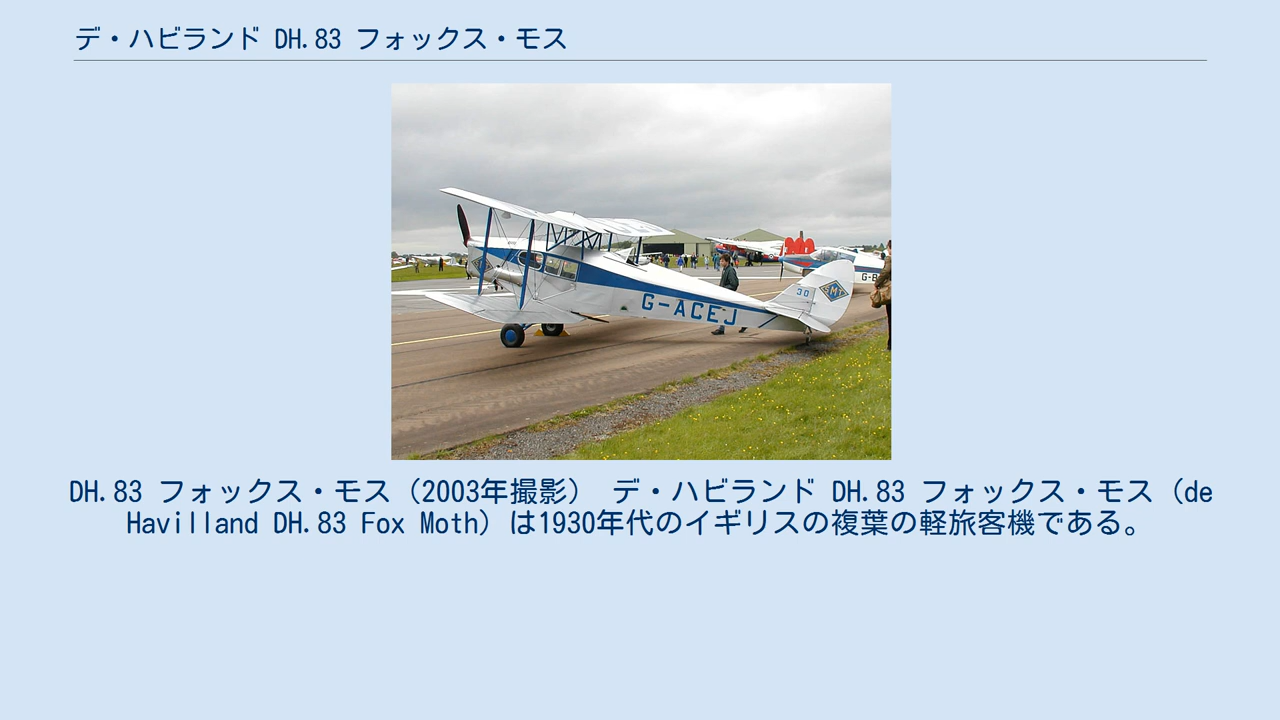 デ・ハビランド DH.83 フォックス・モス
G-ACEJ
30
EMT
DH.83 フォックス・モス（2003年撮影） デ・ハビランド DH.83 フォックス・モス（de
Havilland DH.83 Fox Moth）は1930年代のイギリスの複葉の軽旅客機である。